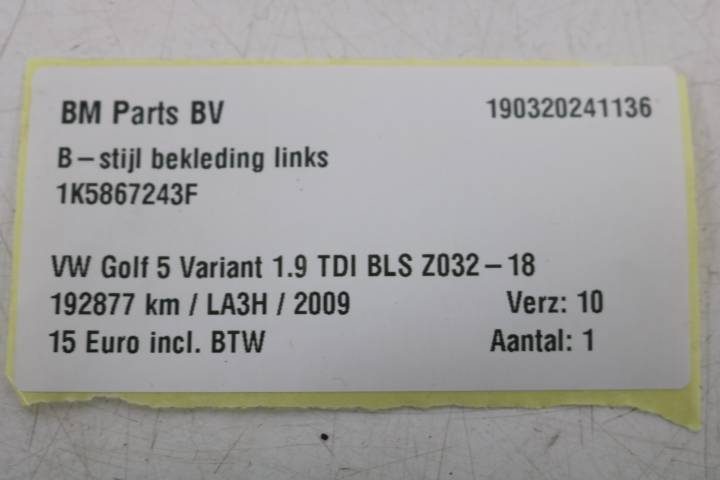 BM Parts BV 190320241136
B-stijl bekleding links
1K5867243F
VW Golf 5 Variant 1.9 TDI BLS Z032-18
192877 km / LA3H / 2009 Verz: 10
15 Euro incl. BTW Aantal: 1